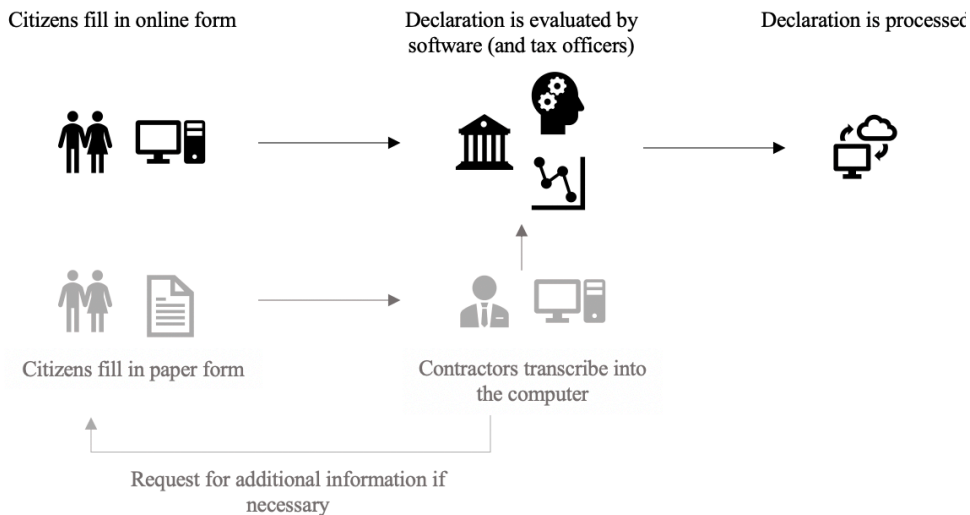 Citizens fill in online form
Declaration is evaluated by
software (and tax officers)
Declaration is processed
Citizens fill in paper form
Contractors transcribe into
the computer
Request for additional information if
necessary